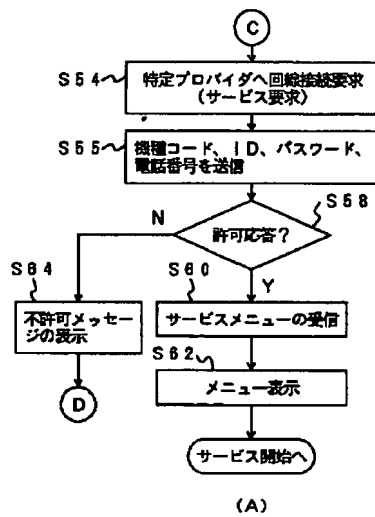 C
S54
特定プロバイダへ回線接続要求
(サービス要求)
S55
機種コード、ID、パスワード、
電話番号を送信
S58
許可応答?
N
Y
S64
不許可メッセー
ジの表示
D
S60
サービスメニューの受信
S62
メニュー表示
サービス開始へ
(A)